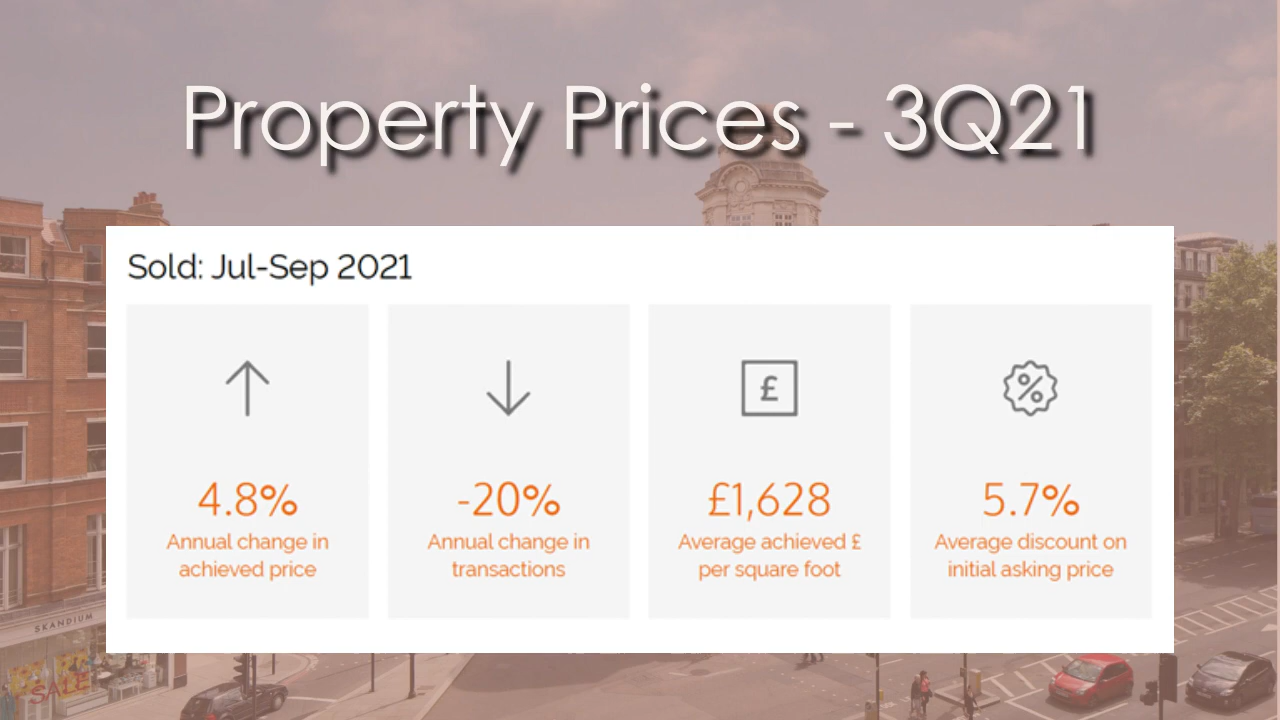 Property Prices - 3Q21
Sold: Jul-Sep 2021
£
%
4.8%
Annual change in
achieved price
-20%
Annual change in
transactions
£1,628
Average achieved £
per square foot
5.7%
Average discount on
initial asking price
SKANDIUM
SALE